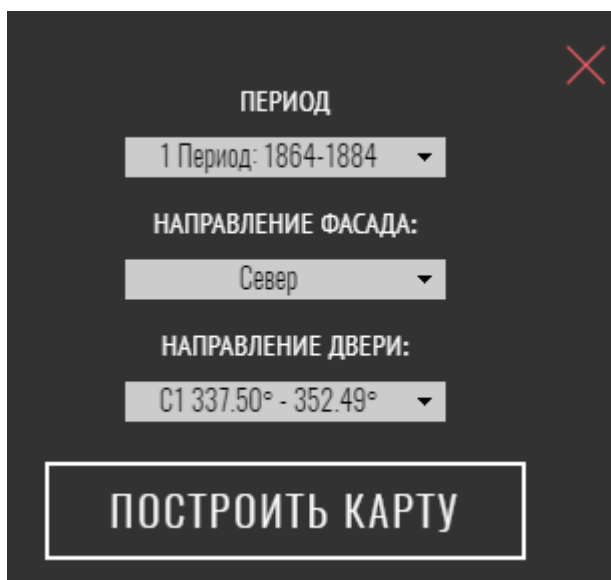 ПЕРИОД
1 Период: 1864-1884
НАПРАВЛЕНИЕ ФАСАДА:
Север
НАПРАВЛЕНИЕ ДВЕРИ:
С1 337.50° - 352.49°
ПОСТРОИТЬ КАРТУ